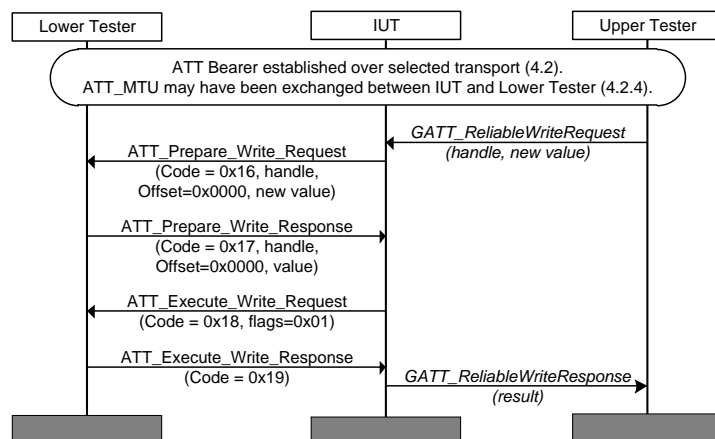 Lower Tester
IUT
Upper Tester
ATT Bearer established over selected transport (4.2).
ATT_MTU may have been exchanged between IUT and Lower Tester (4.2.4).
GATT_ReliableWriteRequest
(handle, new value)
ATT_Prepare_Write_Request
(Code = 0x16, handle,
Offset=0x0000, new value)
ATT_Prepare_Write_Response
(Code = 0x17, handle,
Offset=0x0000, value)
ATT_Execute_Write_Request
(Code = 0x18, flags=0x01)
ATT_Execute_Write_Response
(Code = 0x19)
GATT_ReliableWriteResponse
(result)